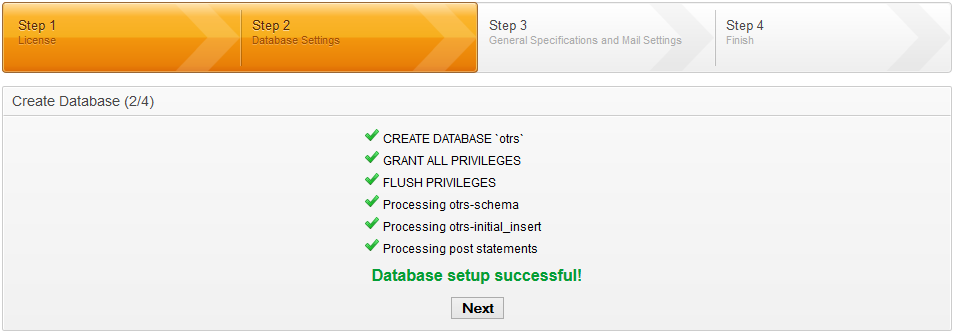 Step 1
License
Step 2
Database Settings
Step 3
General Specifications and Mail Settings
Step 4
Finish
Create Database (2/4)
CREATE DATABASE `otrs`
GRANT ALL PRIVILEGES
FLUSH PRIVILEGES
Processing otrs-schema
Processing otrs-initial_insert
Processing post statements
Database setup successful!
Next